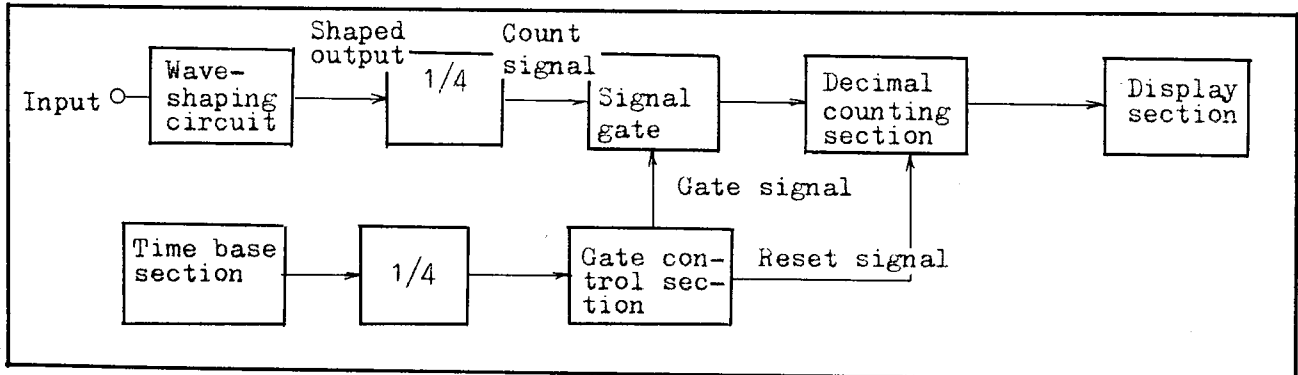 Input
Wave-
shaping
circuit
Shaped
output
1/4
Count
signal
Signal
gate
Decimal
counting
section
Display
section
Gate signal
Time base
section
1/4
Gate con-
trol sec-
tion
Reset signal